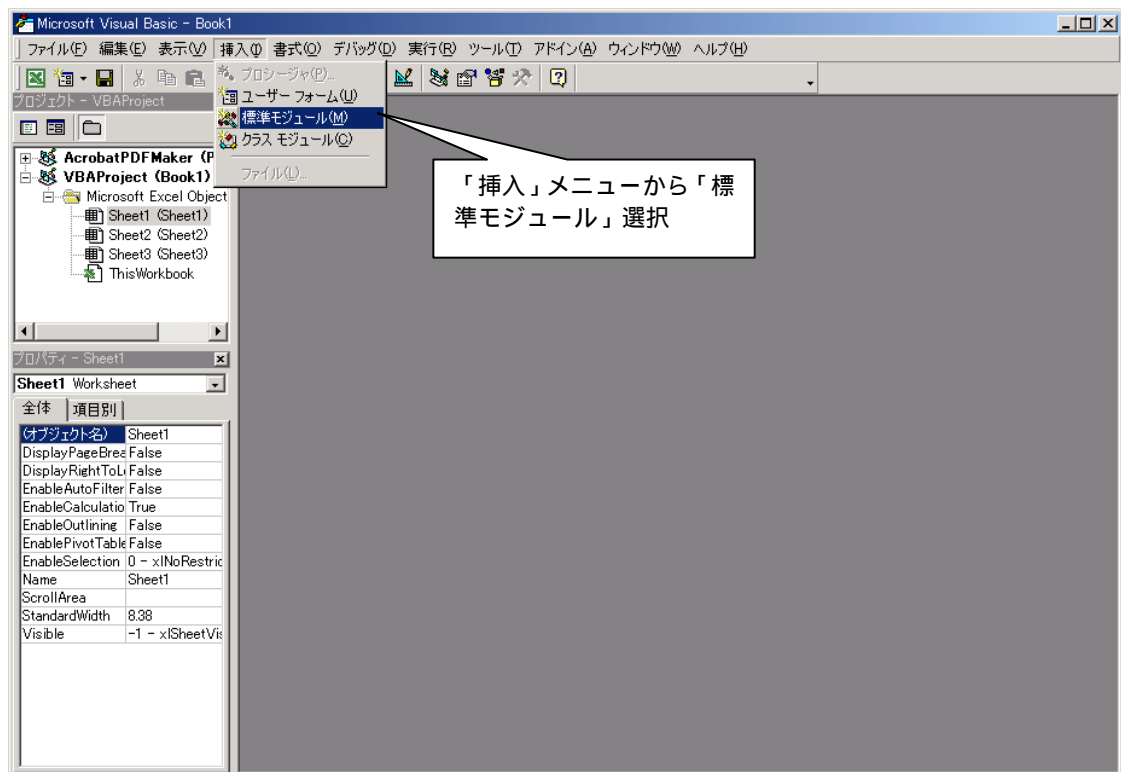 Microsoft Visual Basic - Book1
ファイル(F) 編集(E) 表示(V) 挿入(I) 書式(O) デバッグ(D) 実行(R) ツール(T) アドイン(A) ウィンドウ(W) ヘルプ(H)
プロシージャ(P)...
ユーザー フォーム(U)
標準モジュール(M)
クラス モジュール(C)
ファイル(L)...
「挿入」メニューから「標
準モジュール」選択
プロジェクト - VBAProject
AcrobatPDFMaker (P
VBAProject (Book1)
Microsoft Excel Object
Sheet1 (Sheet1)
Sheet2 (Sheet2)
Sheet3 (Sheet3)
ThisWorkbook
プロパティ - Sheet1
Sheet1 Worksheet
全体 項目別
(オブジェクト名) Sheet1
DisplayPageBrea False
DisplayRightToL False
EnableAutoFilter False
EnableCalculatio True
EnableOutlining False
EnablePivotTable False
EnableSelection 0 - xlNoRestric
Name Sheet1
ScrollArea
StandardWidth 8.38
Visible -1 - xlSheetVis